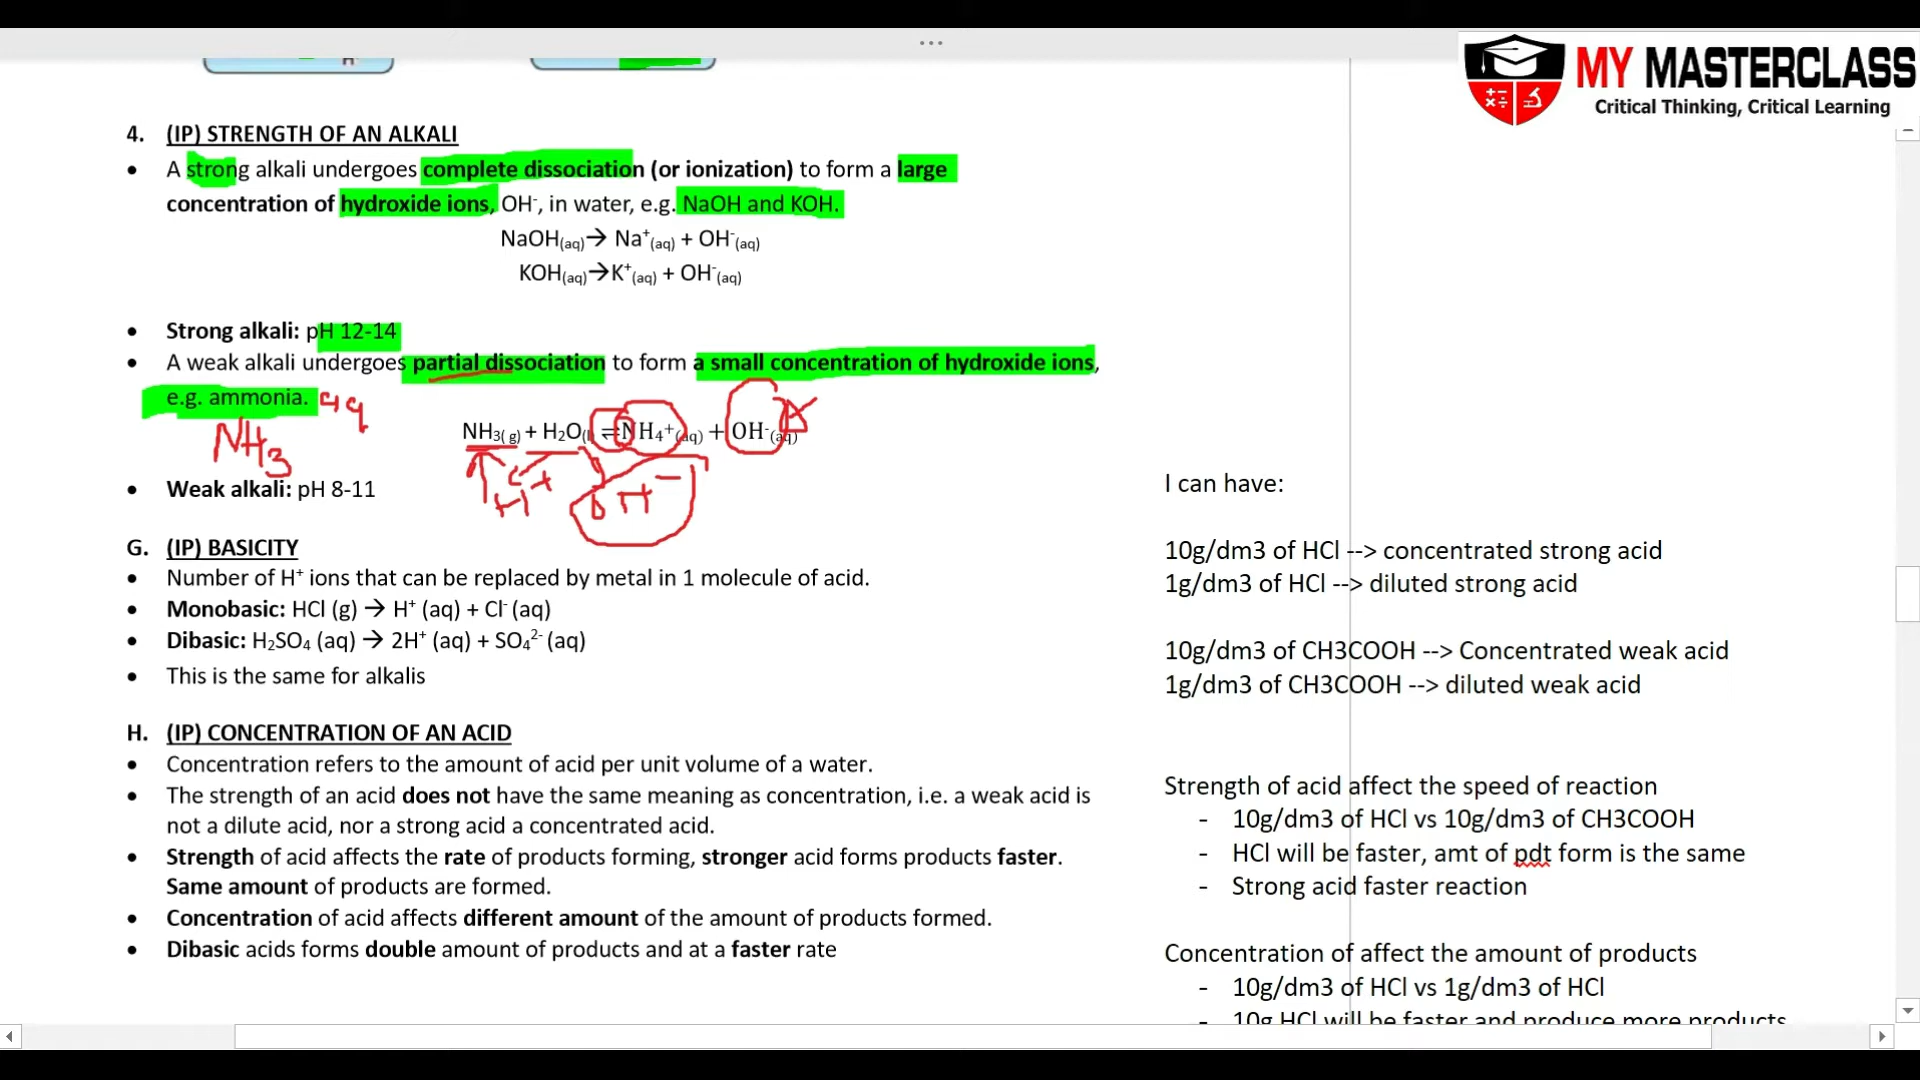 MY MASTERCLASS
Critical Thinking, Critical Learning
4. (IP) STRENGTH OF AN ALKALI
• A strong alkali undergoes complete dissociation (or ionization) to form a large
concentration of hydroxide ions, OH⁻, in water, e.g. NaOH and KOH.
NaOH(aq)→ Na⁺(aq) + OH⁻(aq)
KOH(aq)→K⁺(aq) + OH⁻(aq)
• Strong alkali: pH 12-14
• A weak alkali undergoes partial dissociation to form a small concentration of hydroxide ions,
e.g. ammonia. aq
NH₃( g) + H₂O(l) ⇌NH₄⁺(aq) + OH⁻(aq)
NH₃
H+
OH⁻
• Weak alkali: pH 8-11
G. (IP) BASICITY
• Number of H⁺ ions that can be replaced by metal in 1 molecule of acid.
• Monobasic: HCl (g) → H⁺ (aq) + Cl⁻ (aq)
• Dibasic: H₂SO₄ (aq) → 2H⁺ (aq) + SO₄²⁻ (aq)
• This is the same for alkalis
H. (IP) CONCENTRATION OF AN ACID
• Concentration refers to the amount of acid per unit volume of a water.
• The strength of an acid does not have the same meaning as concentration, i.e. a weak acid is
not a dilute acid, nor a strong acid a concentrated acid.
• Strength of acid affects the rate of products forming, stronger acid forms products faster.
Same amount of products are formed.
• Concentration of acid affects different amount of the amount of products formed.
• Dibasic acids forms double amount of products and at a faster rate
I can have:
10g/dm3 of HCl --> concentrated strong acid
1g/dm3 of HCl --> diluted strong acid
10g/dm3 of CH3COOH --> Concentrated weak acid
1g/dm3 of CH3COOH --> diluted weak acid
Strength of acid affect the speed of reaction
- 10g/dm3 of HCl vs 10g/dm3 of CH3COOH
- HCl will be faster, amt of pdt form is the same
- Strong acid faster reaction
Concentration of affect the amount of products
- 10g/dm3 of HCl vs 1g/dm3 of HCl
- 10g HCl will be faster and produce more products